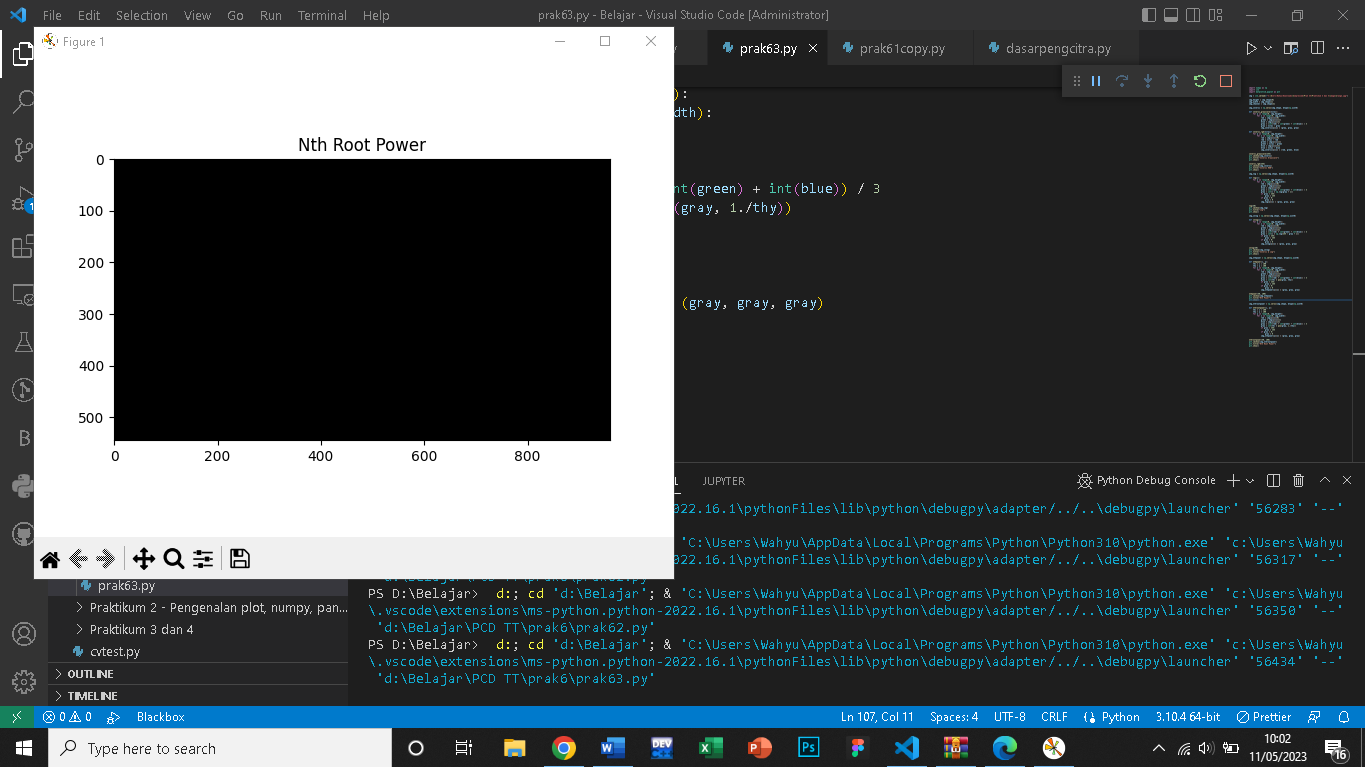 File Edit Selection View Go Run Terminal Help prak63.py - Belajar - Visual Studio Code [Administrator]
Figure 1
prak63.py prak61copy.py dasarpengcitra.py
Nth Root Power
0
100
200
300
400
500
0 200 400 600 800
):
dth):
nt(green) + int(blue)) / 3
(gray, 1./thy))
(gray, gray, gray)
JUPYTER
Python Debug Console
022.16.1\pythonFiles\lib\python\debugpy\adapter/../..\debugpy\launcher' '56283' '--'
'C:\Users\Wahyu\AppData\Local\Programs\Python\Python310\python.exe' 'c:\Users\Wahyu
022.16.1\pythonFiles\lib\python\debugpy\adapter/../..\debugpy\launcher' '56317' '--'
'd:\Belajar\PCD TT\prak6\prak62.py'
PS D:\Belajar> d:; cd 'd:\Belajar'; & 'C:\Users\Wahyu\AppData\Local\Programs\Python\Python310\python.exe' 'c:\Users\Wahyu
\.vscode\extensions\ms-python.python-2022.16.1\pythonFiles\lib\python\debugpy\adapter/../..\debugpy\launcher' '56350' '--'
'd:\Belajar\PCD TT\prak6\prak62.py'
PS D:\Belajar> d:; cd 'd:\Belajar'; & 'C:\Users\Wahyu\AppData\Local\Programs\Python\Python310\python.exe' 'c:\Users\Wahyu
\.vscode\extensions\ms-python.python-2022.16.1\pythonFiles\lib\python\debugpy\adapter/../..\debugpy\launcher' '56434' '--'
'd:\Belajar\PCD TT\prak6\prak63.py'
prak63.py
Praktikum 2 - Pengenalan plot, numpy, pan...
Praktikum 3 dan 4
cvtest.py
OUTLINE
TIMELINE
0 0 Blackbox Ln 107, Col 11 Spaces: 4 UTF-8 CRLF Python 3.10.4 64-bit Prettier
Type here to search
10:02
11/05/2023
16